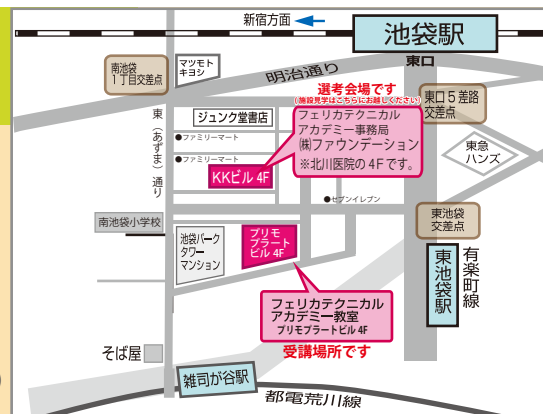 新宿方面
池袋駅
東口
マツモト
キヨシ
南池袋
1丁目交差点
明治通り
選考会場です
(施設見学はこちらにお越しください)
フェリカテクニカル
アカデミー事務局
㈱ファウンデーション
※北川医院の4Fです。
東口5差路
交差点
ジュンク堂書店
東(あずま)通り
●ファミリーマート
●ファミリーマート
東急
ハンズ
KKビル 4F
●セブンイレブン
南池袋小学校
池袋パーク
タワー
マンション
プリモ
プラート
ビル 4F
東池袋
交差点
東池袋駅
有楽町線
フェリカテクニカル
アカデミー教室
プリモプラートビル 4F
受講場所です
そば屋
雑司が谷駅
都電荒川線